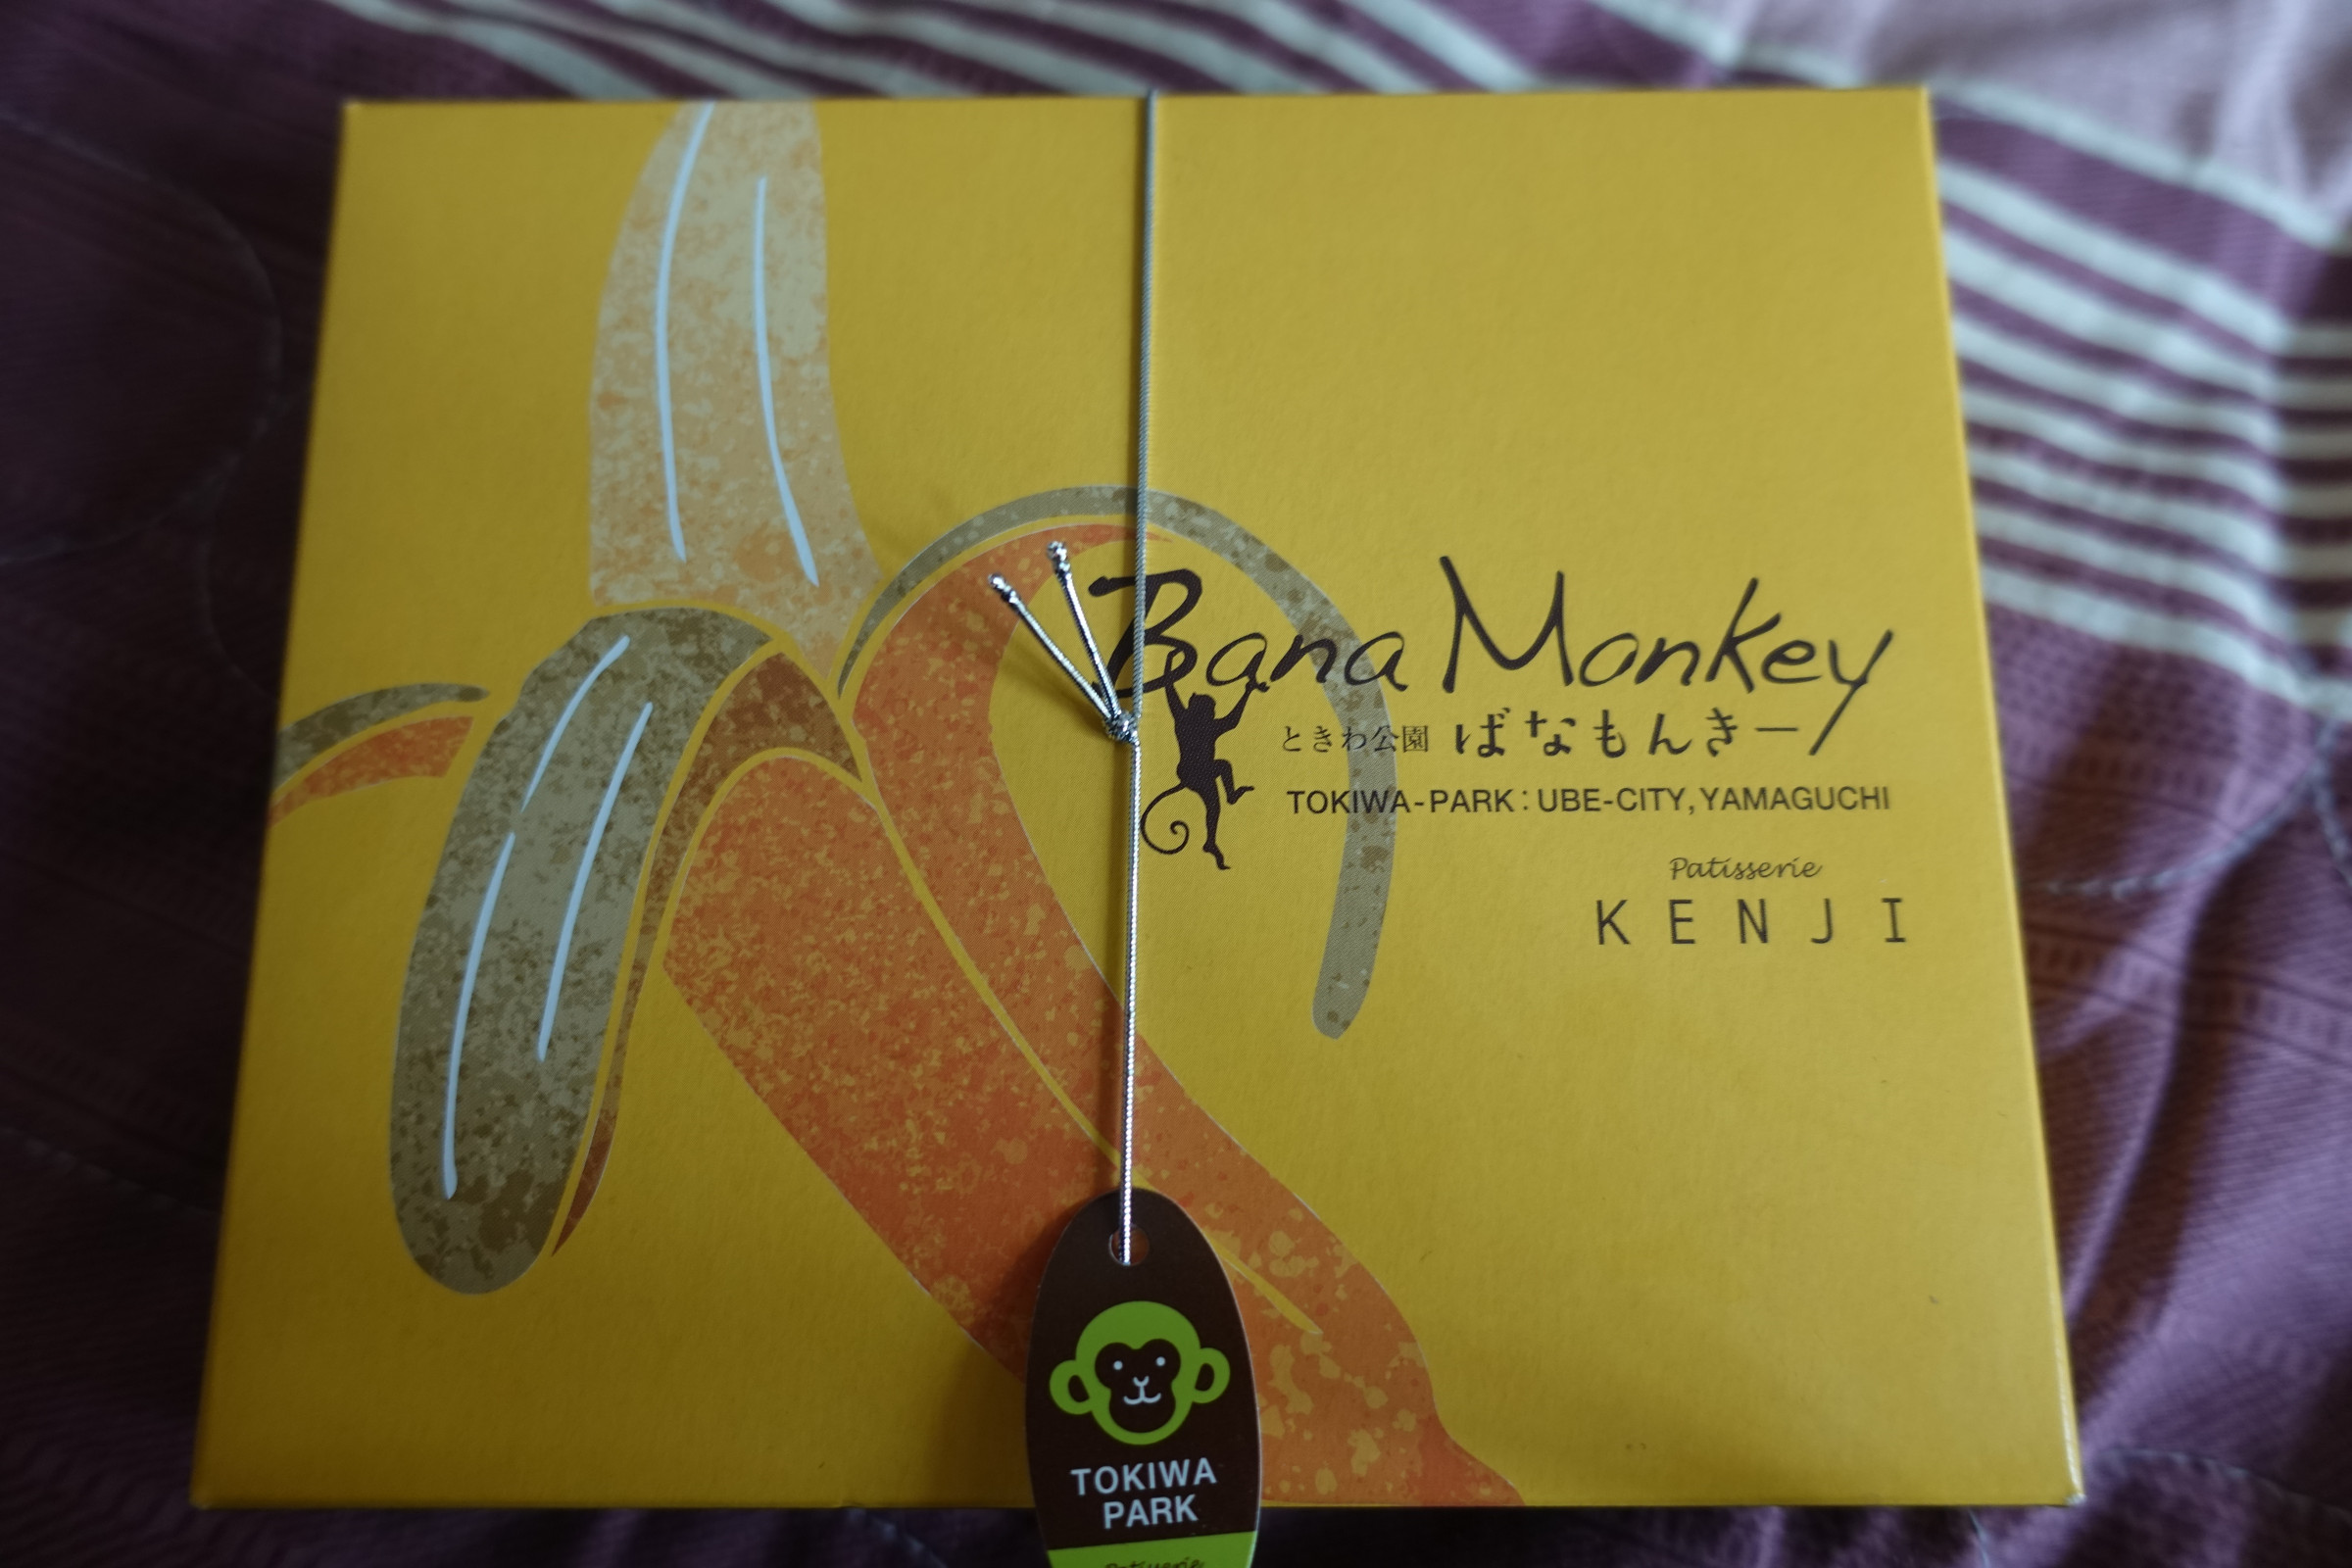 Bana Monkey
ときわ公園 ばなもんきー
TOKIWA-PARK:UBE-CITY,YAMAGUCHI
Patisserie
KENJI
TOKIWA
PARK
Patisserie